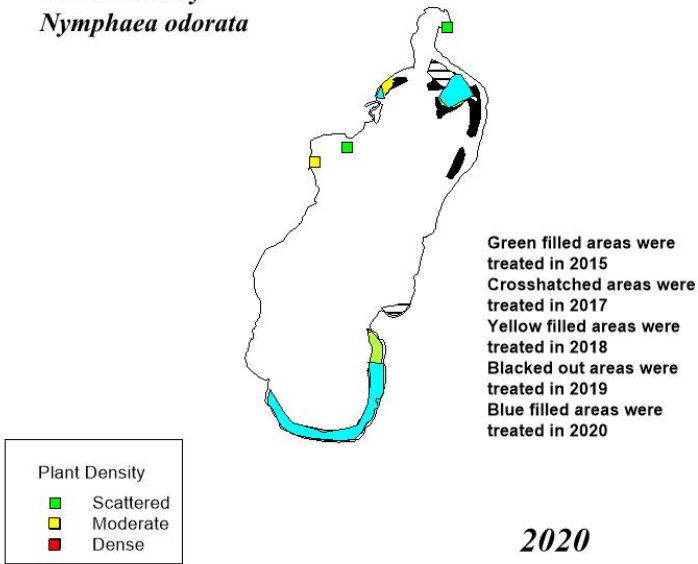 Nymphaea odorata
Green filled areas were
treated in 2015
Crosshatched areas were
treated in 2017
Yellow filled areas were
treated in 2018
Blacked out areas were
treated in 2019
Blue filled areas were
treated in 2020
Plant Density
Scattered
Moderate
Dense
2020